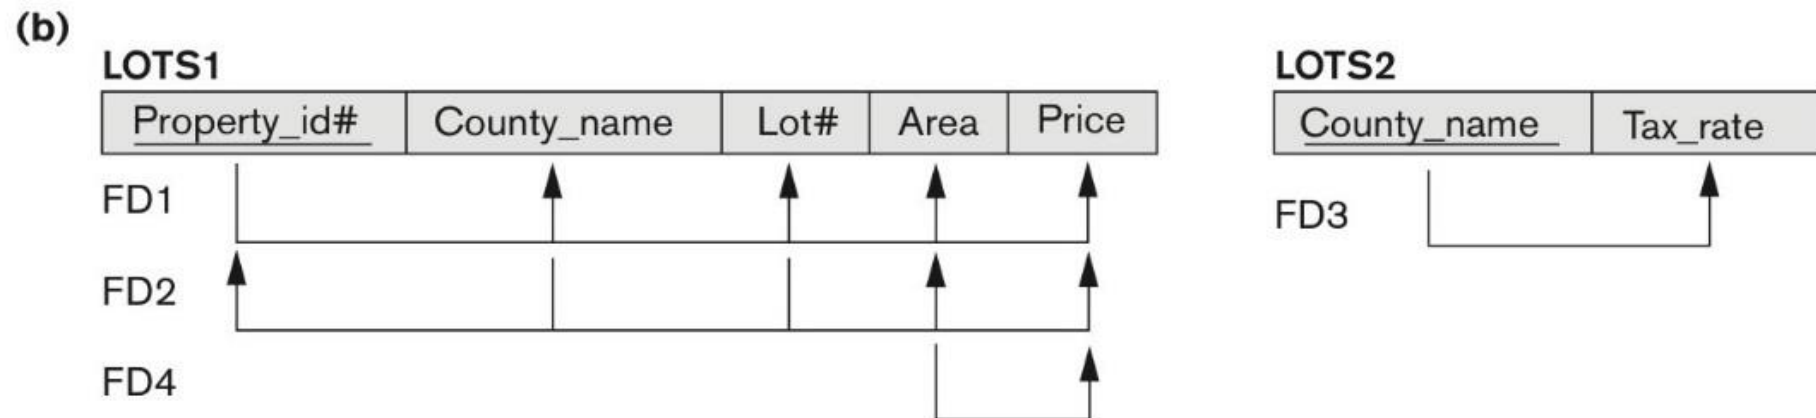 (b)
LOTS1
Property_id# County_name Lot# Area Price
FD1
FD2
FD4
LOTS2
County_name Tax_rate
FD3